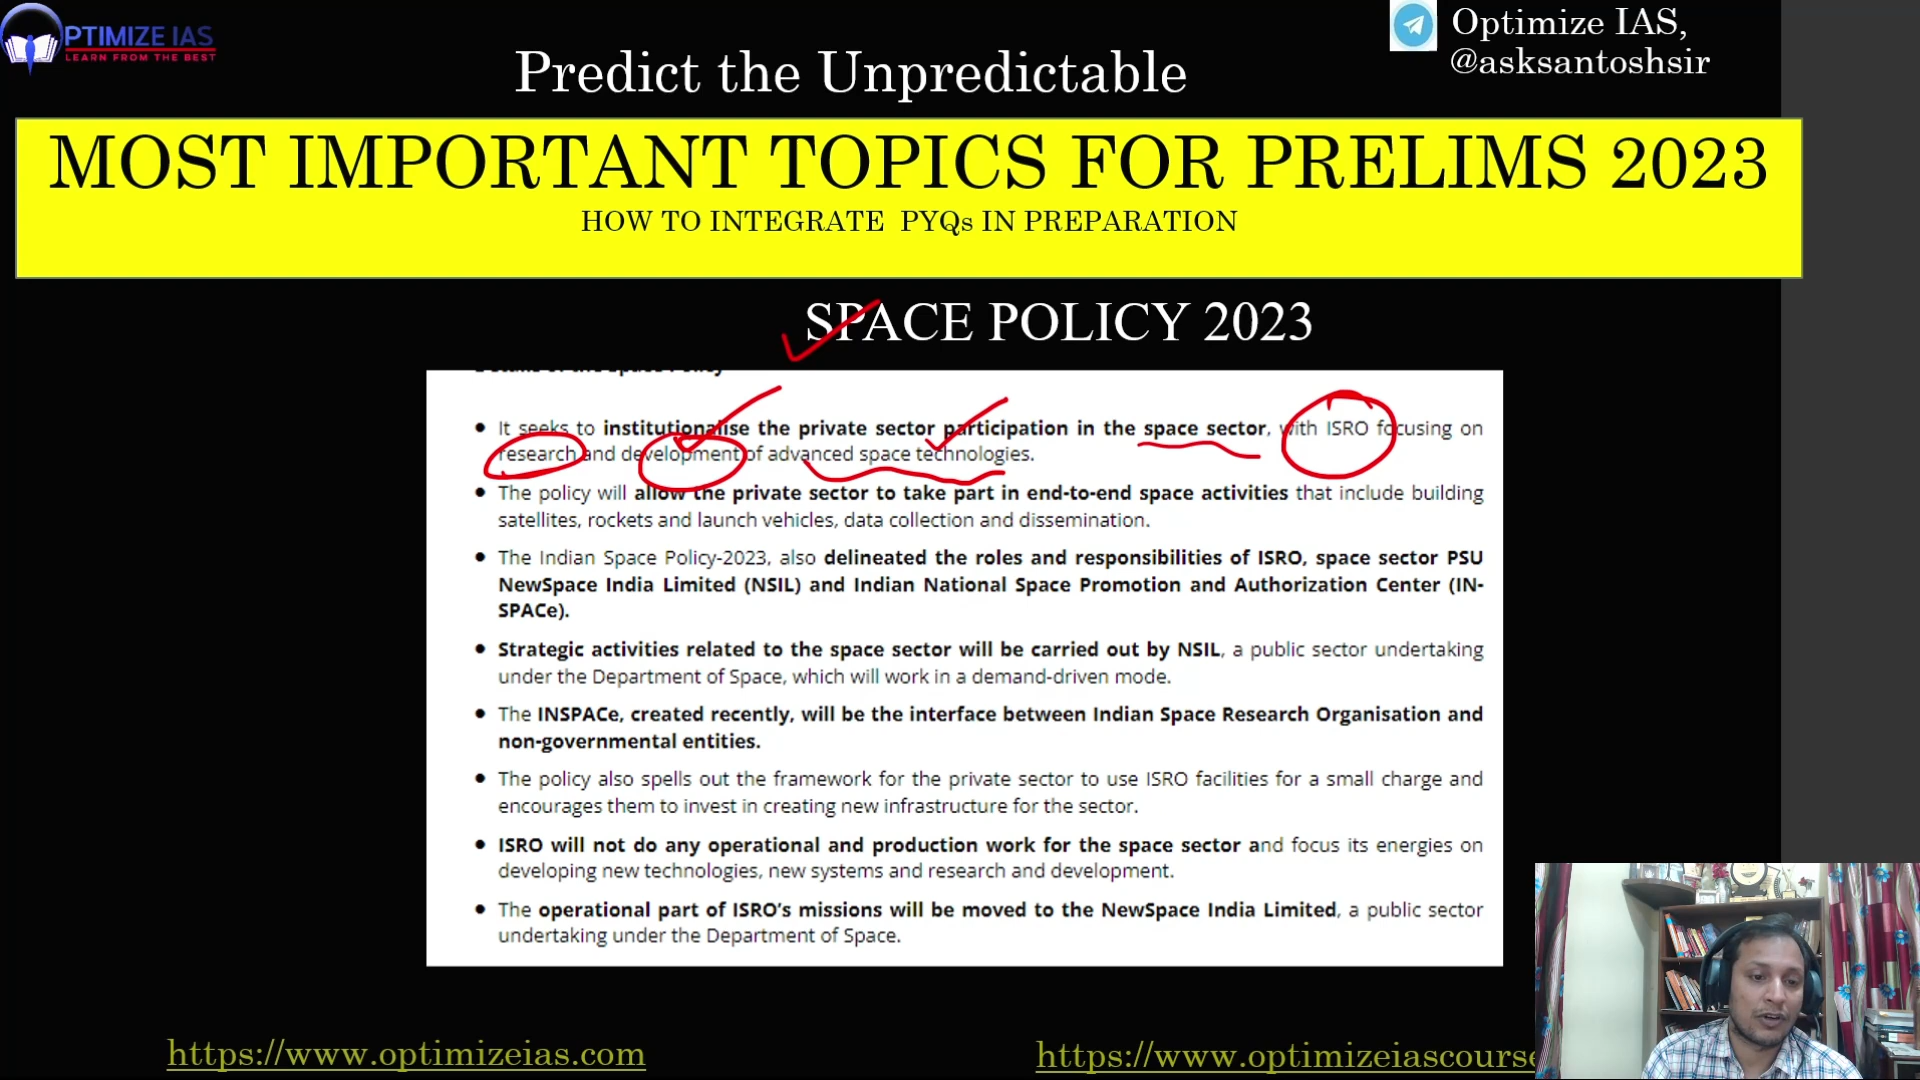 OPTIMIZE IAS
LEARN FROM THE BEST
Optimize IAS,
@asksantoshsir
Predict the Unpredictable
MOST IMPORTANT TOPICS FOR PRELIMS 2023
HOW TO INTEGRATE PYQs IN PREPARATION
SPACE POLICY 2023
• It seeks to institutionalise the private sector participation in the space sector, with ISRO focusing on
research and development of advanced space technologies.
• The policy will allow the private sector to take part in end-to-end space activities that include building
satellites, rockets and launch vehicles, data collection and dissemination.
• The Indian Space Policy-2023, also delineated the roles and responsibilities of ISRO, space sector PSU
NewSpace India Limited (NSIL) and Indian National Space Promotion and Authorization Center (IN-
SPACe).
• Strategic activities related to the space sector will be carried out by NSIL, a public sector undertaking
under the Department of Space, which will work in a demand-driven mode.
• The INSPACe, created recently, will be the interface between Indian Space Research Organisation and
non-governmental entities.
• The policy also spells out the framework for the private sector to use ISRO facilities for a small charge and
encourages them to invest in creating new infrastructure for the sector.
• ISRO will not do any operational and production work for the space sector and focus its energies on
developing new technologies, new systems and research and development.
• The operational part of ISRO's missions will be moved to the NewSpace India Limited, a public sector
undertaking under the Department of Space.
https://www.optimizeias.com
https://www.optimizeiascourse